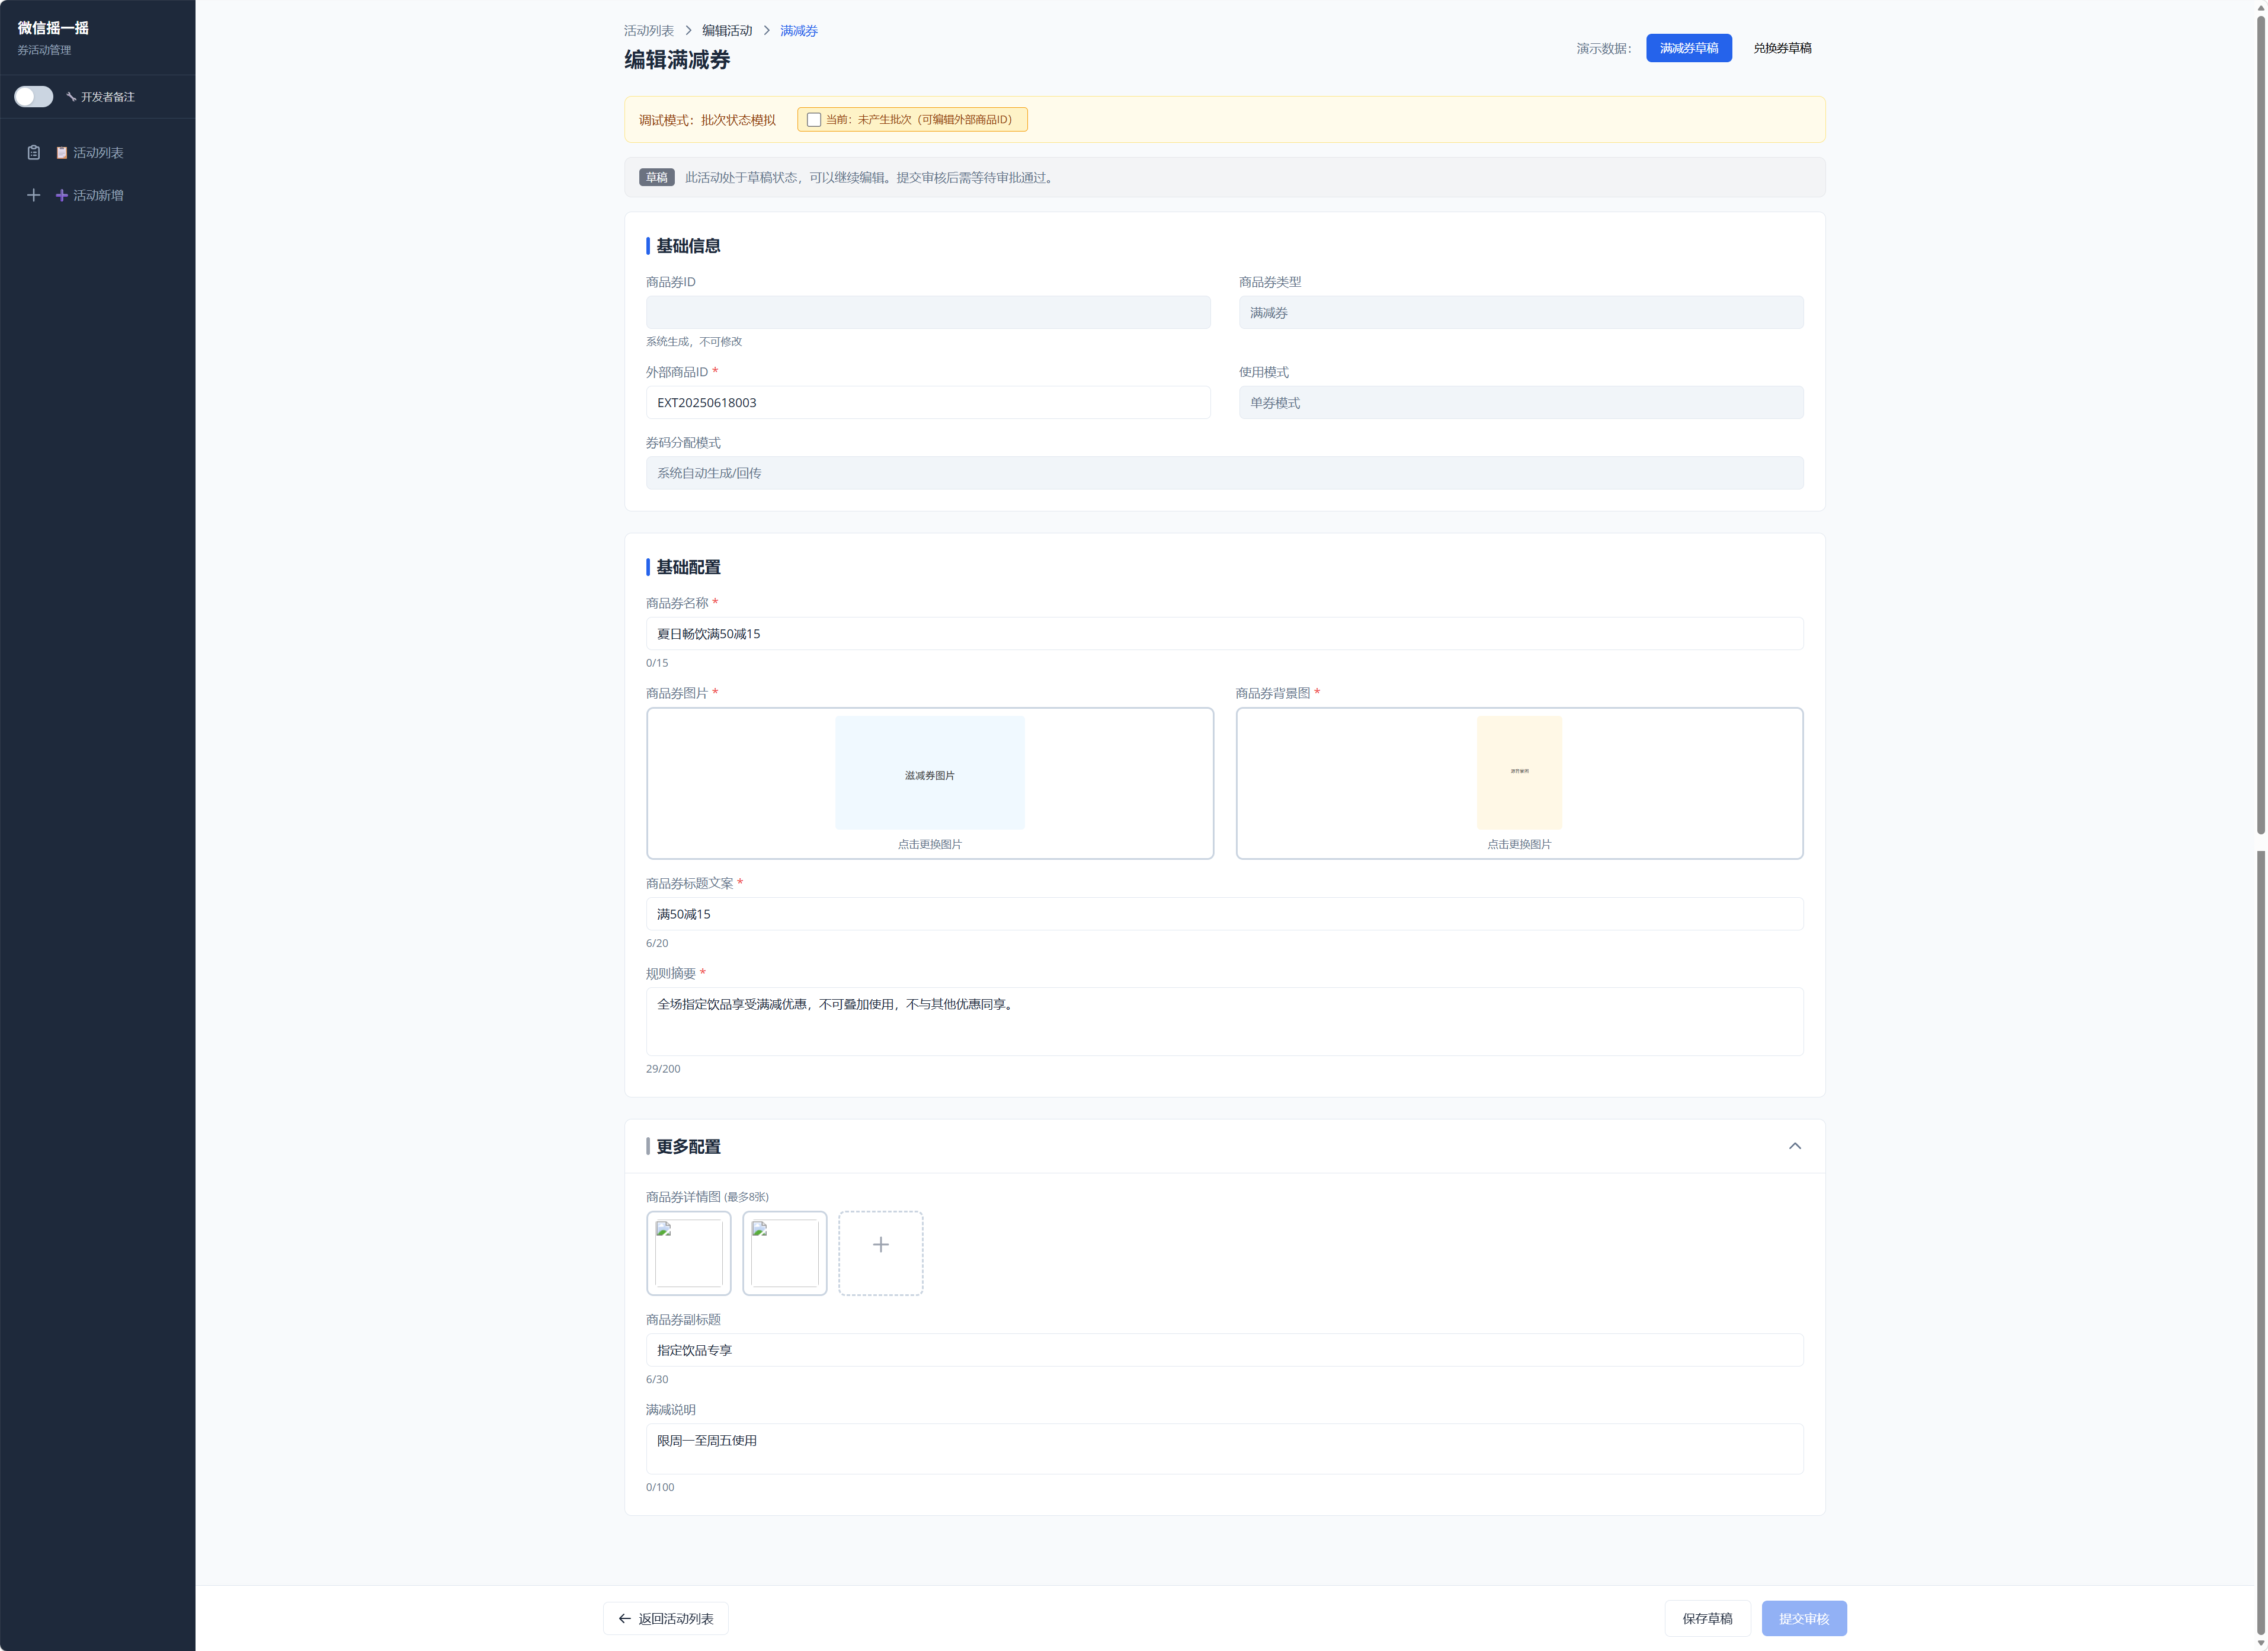 微信摇一摇
券活动管理
开发者备注
活动列表
活动新增
活动列表 > 编辑活动 > 满减券
编辑满减券
演示数据： 满减券草稿 兑换券草稿
调试模式：批次状态模拟 当前：未产生批次（可编辑外部商品ID）
草稿 此活动处于草稿状态，可以继续编辑。提交审核后需等待审批通过。
基础信息
商品券ID
系统生成，不可修改
商品券类型
满减券
外部商品ID *
EXT20250618003
使用模式
单券模式
券码分配模式
系统自动生成/回传
基础配置
商品券名称 *
夏日畅饮满50减15
0/15
商品券图片 *
滋减券图片
点击更换图片
商品券背景图 *
点击更换图片
商品券标题文案 *
满50减15
6/20
规则摘要 *
全场指定饮品享受满减优惠，不可叠加使用，不与其他优惠同享。
29/200
更多配置
商品券详情图 (最多8张)
商品券副标题
指定饮品专享
6/30
满减说明
限周一至周五使用
0/100
返回活动列表
保存草稿 提交审核